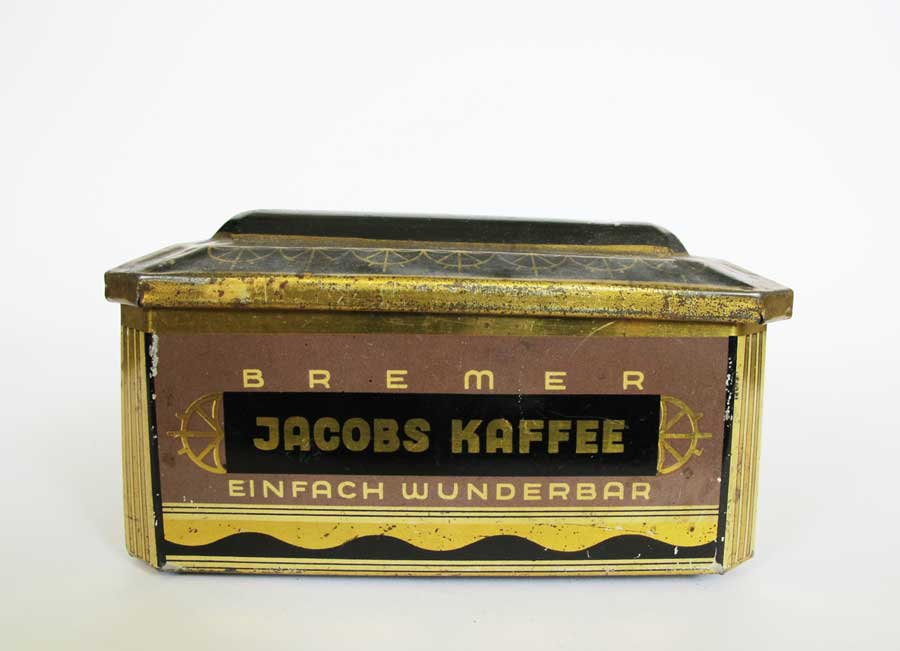 BREMER
JACOBS KAFFEE
EINFACH WUNDERBAR